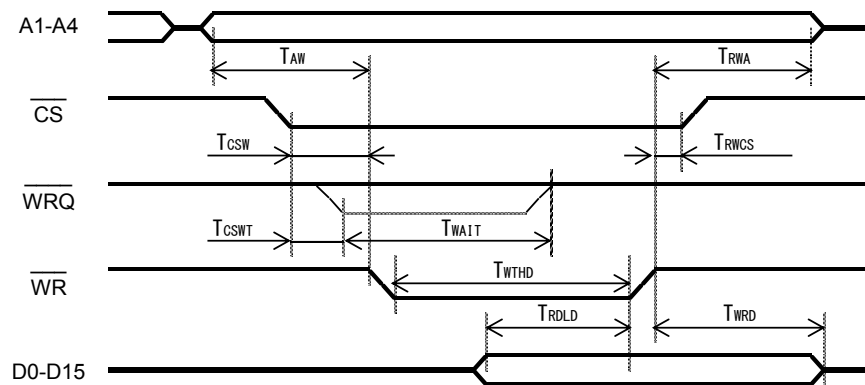 A1-A4
TAW
TRWA
CS
TCSW
TRWCS
WRQ
TCSWT
TWAIT
WR
TWTHD
TRDLD
TWRD
D0-D15